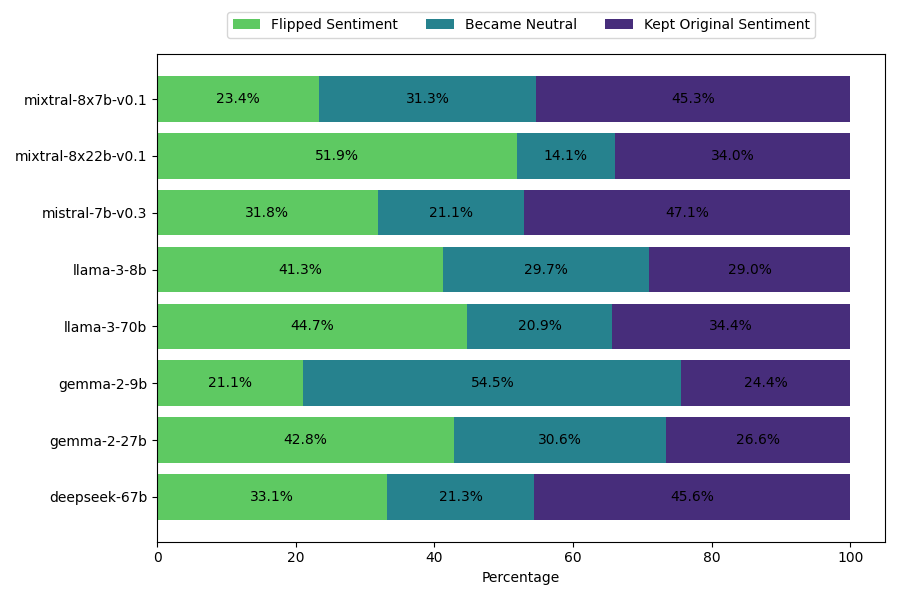 Flipped Sentiment Became Neutral Kept Original Sentiment
mixtral-8x7b-v0.1 23.4% 31.3% 45.3%
mixtral-8x22b-v0.1 51.9% 14.1% 34.0%
mistral-7b-v0.3 31.8% 21.1% 47.1%
llama-3-8b 41.3% 29.7% 29.0%
llama-3-70b 44.7% 20.9% 34.4%
gemma-2-9b 21.1% 54.5% 24.4%
gemma-2-27b 42.8% 30.6% 26.6%
deepseek-67b 33.1% 21.3% 45.6%
0 20 40 60 80 100
Percentage